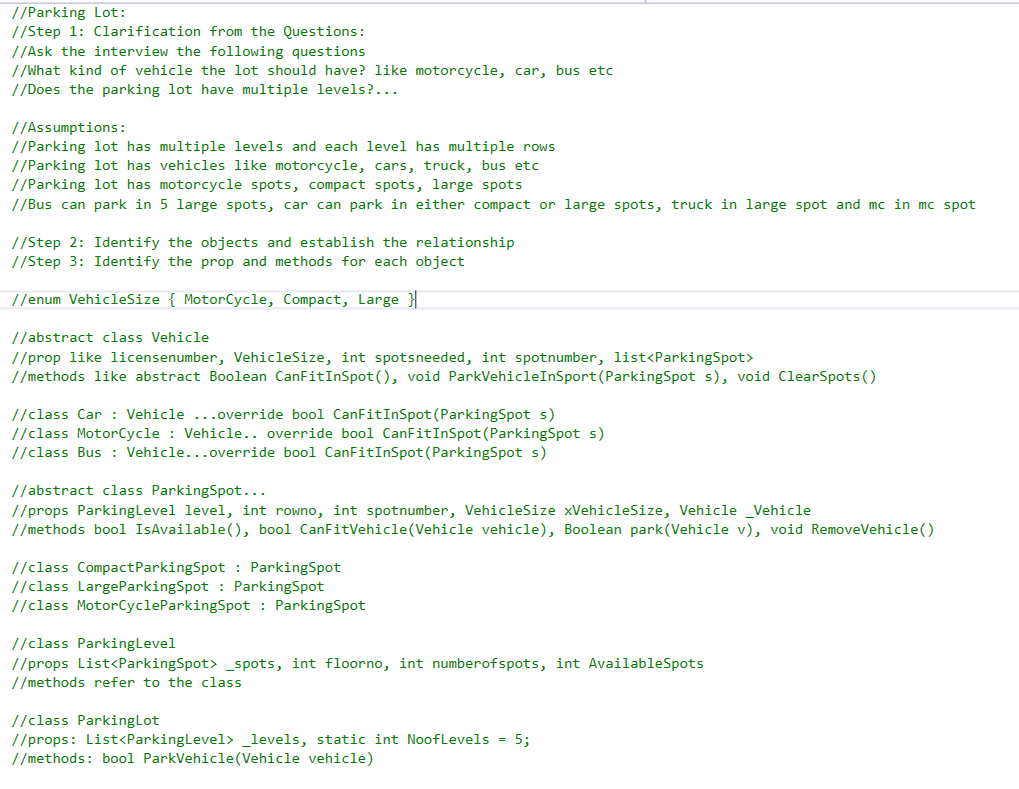 //Parking Lot:
//Step 1: Clarification from the Questions:
//Ask the interview the following questions
//What kind of vehicle the lot should have? like motorcycle, car, bus etc
//Does the parking lot have multiple levels?...
//Assumptions:
//Parking lot has multiple levels and each level has multiple rows
//Parking lot has vehicles like motorcycle, cars, truck, bus etc
//Parking lot has motorcycle spots, compact spots, large spots
//Bus can park in 5 large spots, car can park in either compact or large spots, truck in large spot and mc in mc spot
//Step 2: Identify the objects and establish the relationship
//Step 3: Identify the prop and methods for each object
//enum VehicleSize { MotorCycle, Compact, Large }
//abstract class Vehicle
//prop like licensenumber, VehicleSize, int spotsneeded, int spotnumber, list<ParkingSpot>
//methods like abstract Boolean CanFitInSpot(), void ParkVehicleInSport(ParkingSpot s), void ClearSpots()
//class Car : Vehicle ...override bool CanFitInSpot(ParkingSpot s)
//class MotorCycle : Vehicle.. override bool CanFitInSpot(ParkingSpot s)
//class Bus : Vehicle...override bool CanFitInSpot(ParkingSpot s)
//abstract class ParkingSpot...
//props ParkingLevel level, int rowno, int spotnumber, VehicleSize xVehicleSize, Vehicle _Vehicle
//methods bool IsAvailable(), bool CanFitVehicle(Vehicle vehicle), Boolean park(Vehicle v), void RemoveVehicle()
//class CompactParkingSpot : ParkingSpot
//class LargeParkingSpot : ParkingSpot
//class MotorCycleParkingSpot : ParkingSpot
//class ParkingLevel
//props List<ParkingSpot> _spots, int floorno, int numberofspots, int AvailableSpots
//methods refer to the class
//class ParkingLot
//props: List<ParkingLevel> _levels, static int NoofLevels = 5;
//methods: bool ParkVehicle(Vehicle vehicle)